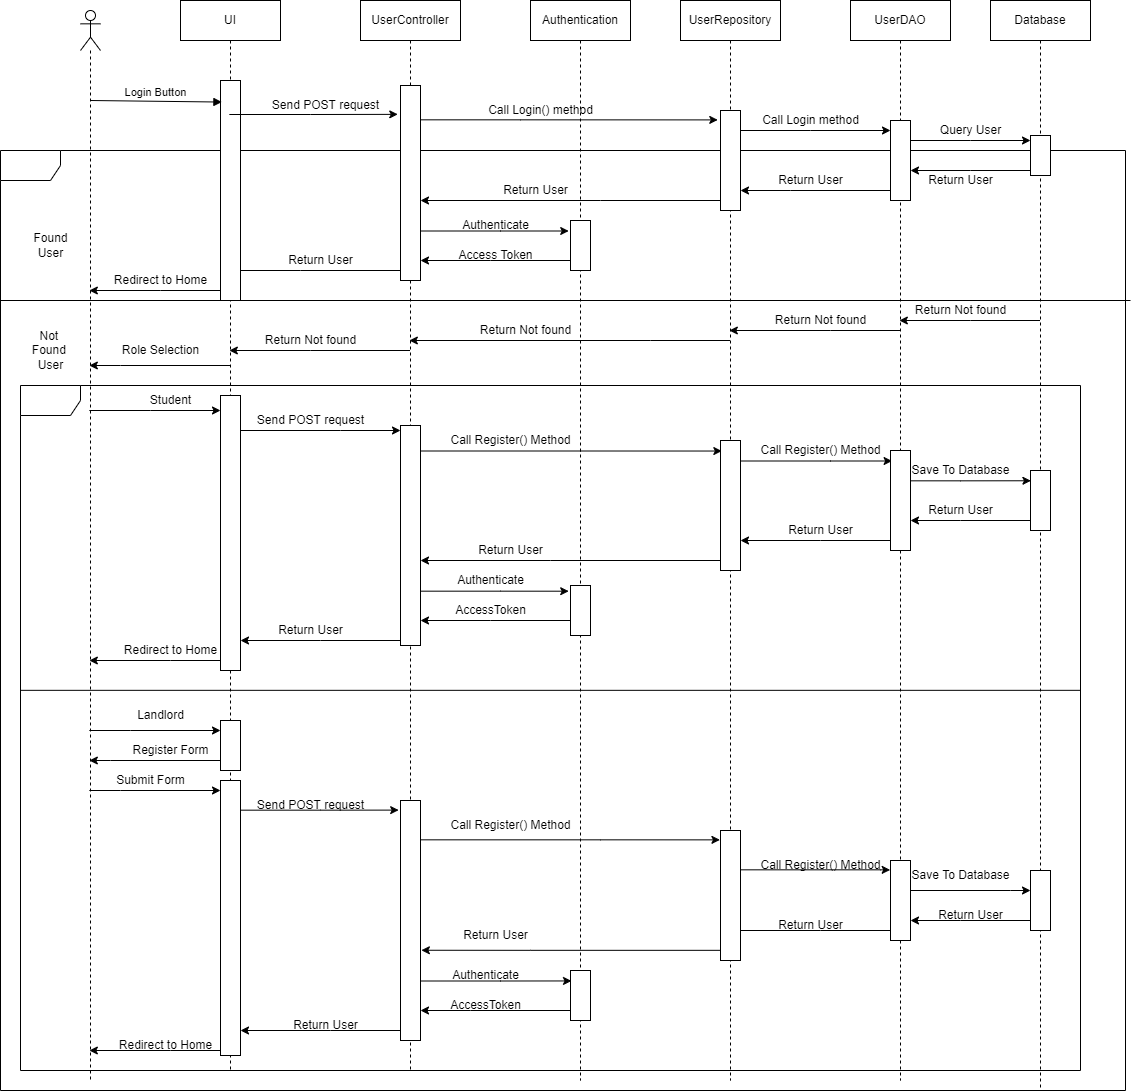 UI
UserController
Authentication
UserRepository
UserDAO
Database
Login Button
Send POST request
Call Login() method
Call Login method
Query User
Return User
Return User
Return User
Found
User
Authenticate
Access Token
Return User
Redirect to Home
Return Not found
Return Not found
Return Not found
Return Not found
Not
Found
User
Role Selection
Student
Send POST request
Call Register() Method
Call Register() Method
Save To Database
Return User
Return User
Return User
Authenticate
AccessToken
Return User
Redirect to Home
Landlord
Register Form
Submit Form
Send POST request
Call Register() Method
Call Register() Method
Save To Database
Return User
Return User
Return User
Authenticate
AccessToken
Return User
Redirect to Home